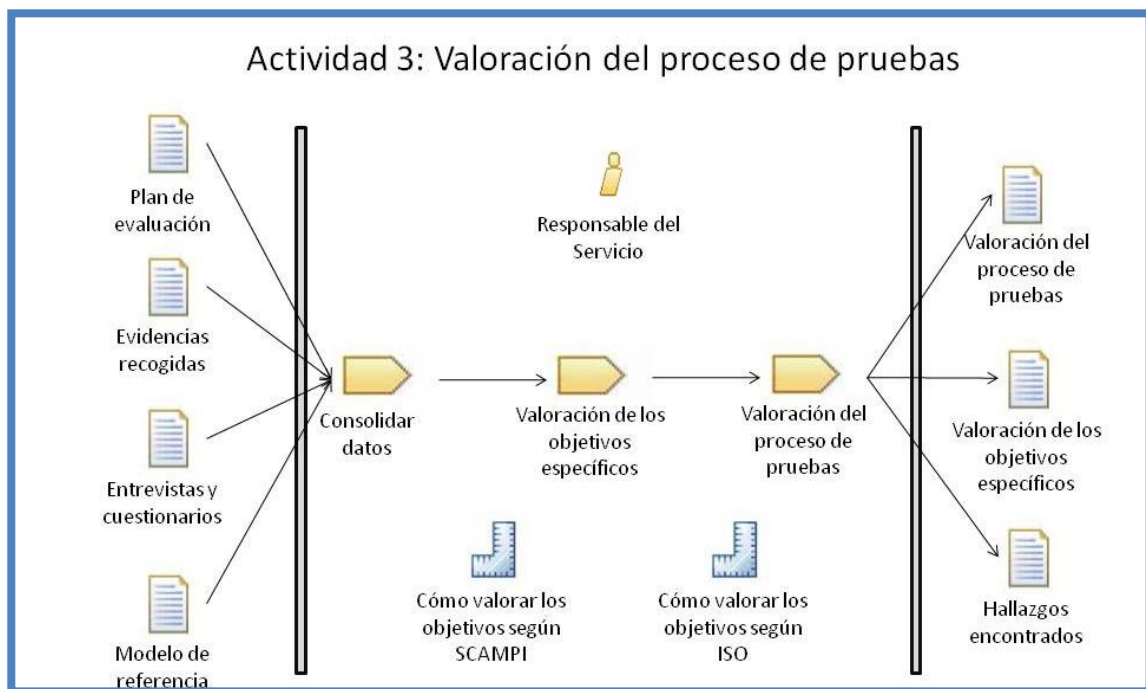 Actividad 3: Valoración del proceso de pruebas
Plan de
evaluación
Evidencias
recogidas
Entrevistas y
cuestionarios
Modelo de
referencia
Responsable del
Servicio
Consolidar
datos
Valoración de los
objetivos
específicos
Valoración del
proceso de
pruebas
Cómo valorar los
objetivos según
SCAMPI
Cómo valorar los
objetivos según
ISO
Valoración del
proceso de
pruebas
Valoración de los
objetivos
específicos
Hallazgos
encontrados